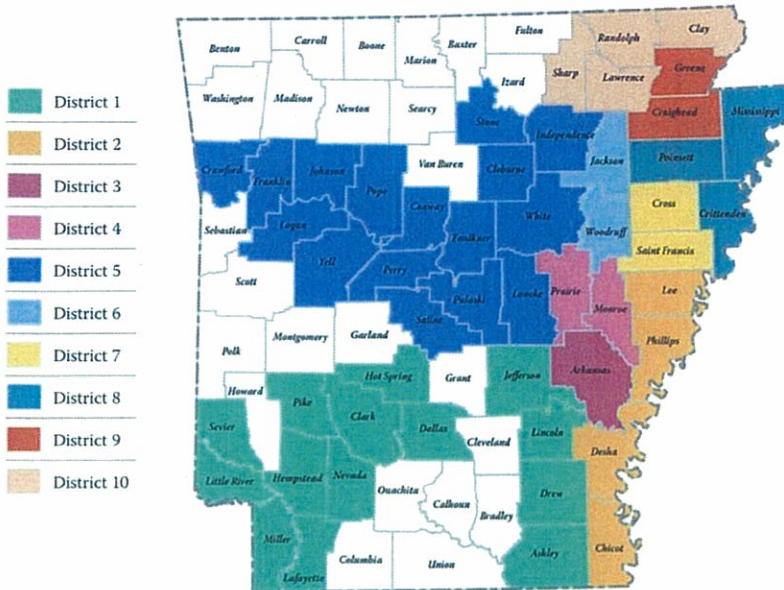 District 1
District 2
District 3
District 4
District 5
District 6
District 7
District 8
District 9
District 10
Benton
Carroll
Boone
Marion
Baxter
Fulton
Randolph
Clay
Sharp
Lawrence
Greene
Izard
Washington
Madison
Newton
Searcy
Stone
Independence
Craighead
Mississippi
Jackson
Poinsett
Crawford
Franklin
Johnson
Pope
Van Buren
Cleburne
Conaway
White
Cross
Crittenden
Sebastian
Logan
Faulkner
Woodruff
Saint Francis
Yell
Perry
Scott
Pulaski
Lonoke
Prairie
Monroe
Lee
Saline
Polk
Montgomery
Garland
Phillips
Hot Spring
Grant
Jefferson
Arkansas
Howard
Pike
Clark
Dallas
Sevier
Cleveland
Lincoln
Desha
Little River
Hempstead
Nevada
Ouachita
Calhoun
Bradley
Drew
Miller
Columbia
Union
Ashley
Chicot
Lafayette